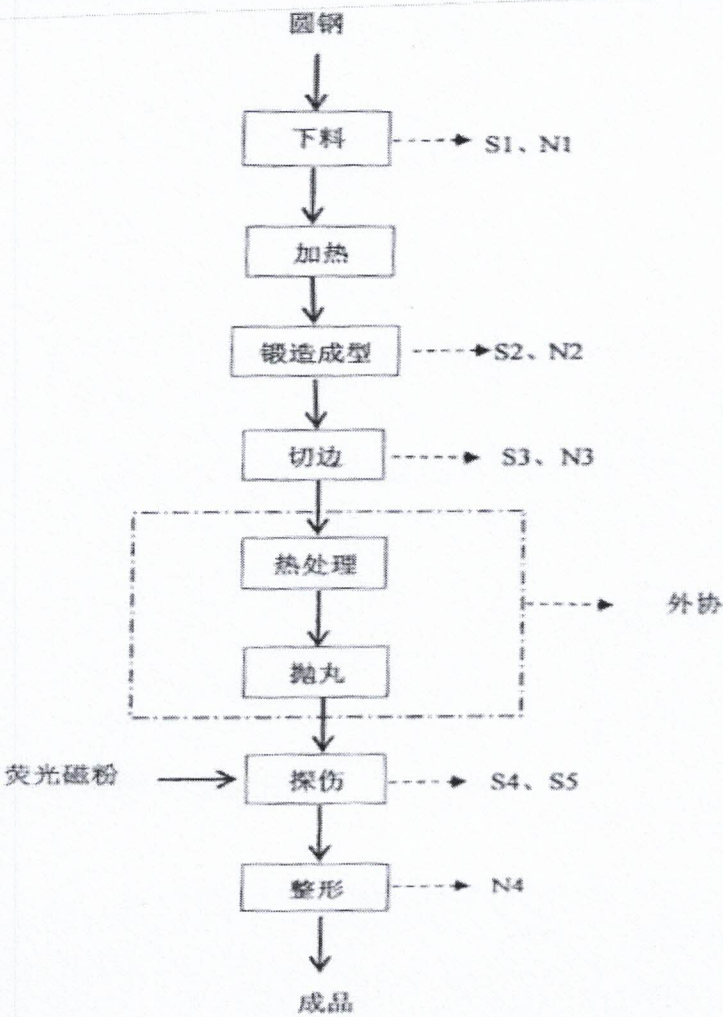 圆钢
下料
S1、N1
加热
锻造成型
S2、N2
切边
S3、N3
热处理
外协
抛丸
荧光磁粉
探伤
S4、S5
整形
N4
成品